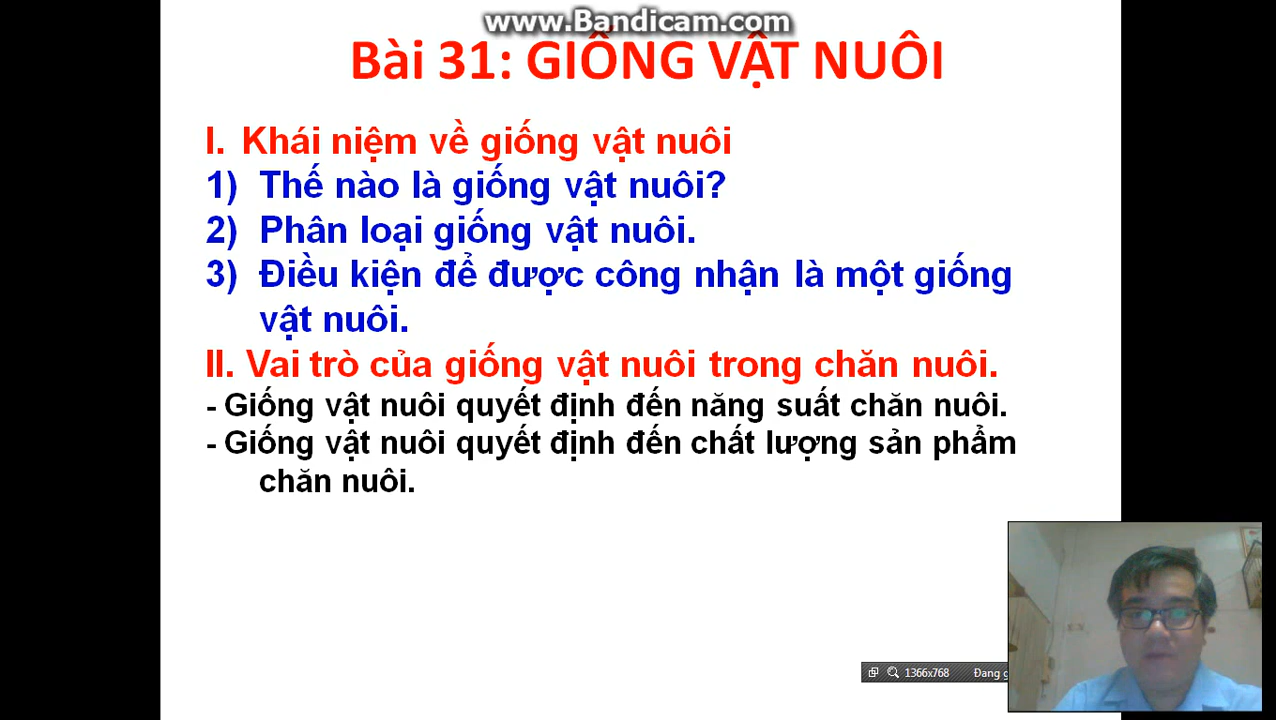 www.Bandicam.com
Bài 31: GIỐNG VẬT NUÔI
I. Khái niệm về giống vật nuôi
1) Thế nào là giống vật nuôi?
2) Phân loại giống vật nuôi.
3) Điều kiện để được công nhận là một giống
vật nuôi.
II. Vai trò của giống vật nuôi trong chăn nuôi.
- Giống vật nuôi quyết định đến năng suất chăn nuôi.
- Giống vật nuôi quyết định đến chất lượng sản phẩm
chăn nuôi.
1366x768 Đang